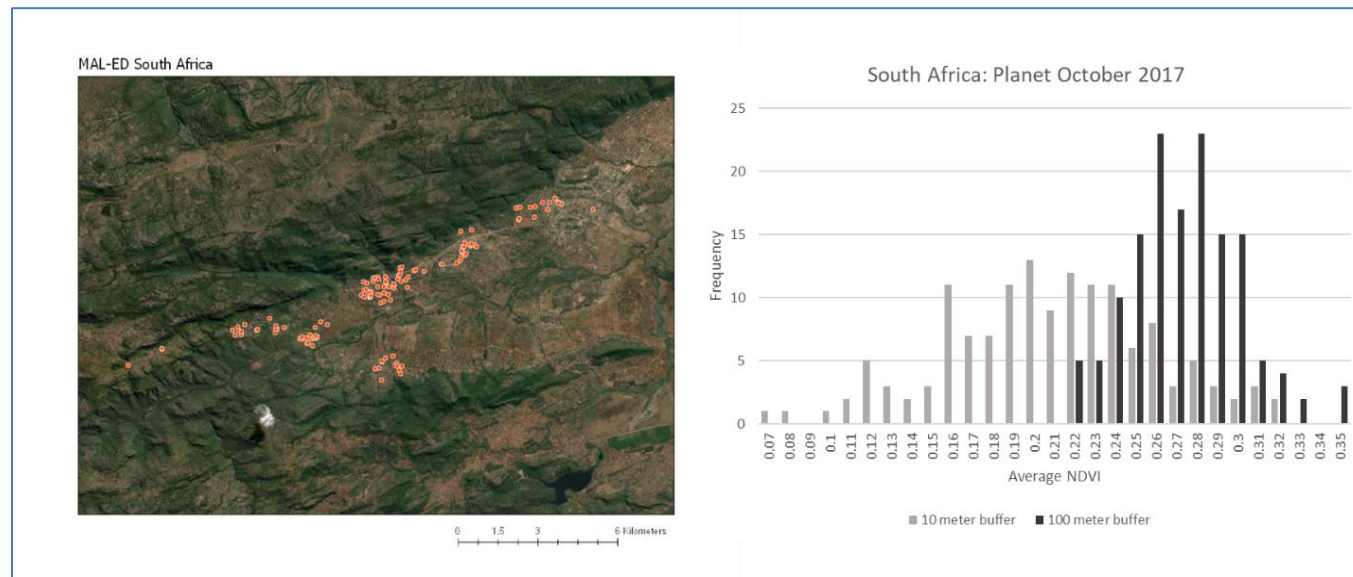 MAL-ED South Africa
0 1.5 3 6 Kilometers
South Africa: Planet October 2017
25
20
15
10
5
0
Frequency
0.07 0.08 0.09 0.1 0.11 0.12 0.13 0.14 0.15 0.16 0.17 0.18 0.19 0.2 0.21 0.22 0.23 0.24 0.25 0.26 0.27 0.28 0.29 0.3 0.31 0.32 0.33 0.34 0.35
Average NDVI
10 meter buffer 100 meter buffer